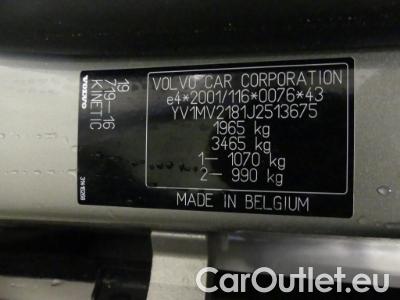 VOLVO CAR CORPORATION
e4*2001/116*0076*43
YV1MV2181J2513675
1965 kg
3465 kg
1– 1070 kg
2– 990 kg
MADE IN BELGIUM
19
719–16
KINETIC
VOLVO
CarOutlet.eu